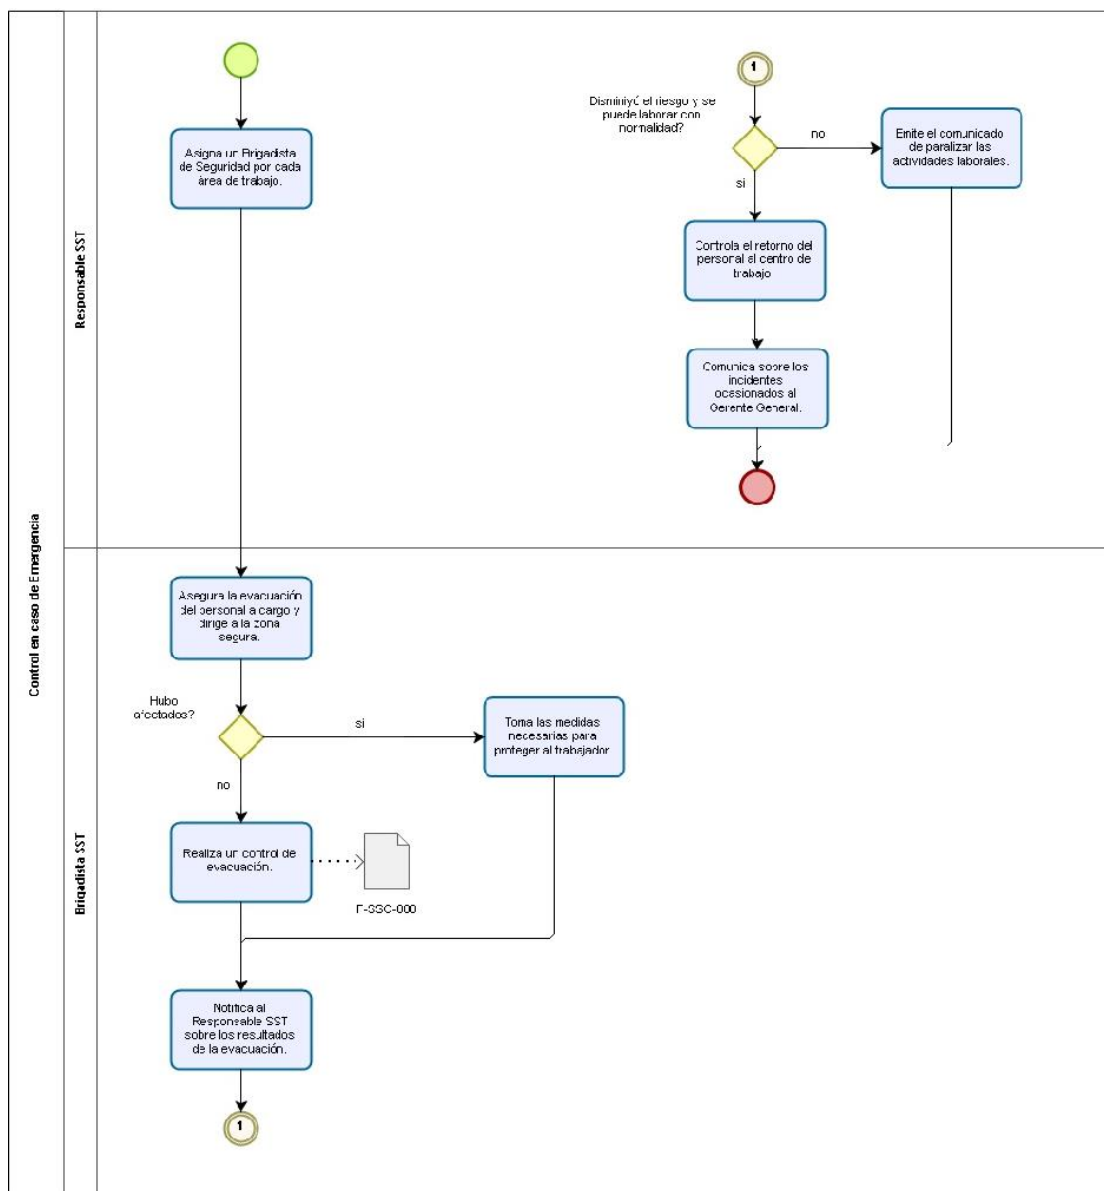 Control en caso de Emergencia
Responsable SST
Asigna un Brigadista
de Seguridad por cada
área de trabajo.
1
Disminiyó el riesgo y se
puede laborar con
normalidad?
no
Emite el comunicado
de paralizar las
actividades laborales.
si
Controla el retorno del
personal al centro de
trabajo
Comunica sobre los
incidentes
ocasionados al
Gerente General.
Brigadista SST
Asegura la evacuación
del personal a cargo y
dirige a la zona
segura.
Hubo
afectados?
si
Toma las medidas
necesarias para
proteger al trabajador
no
Realiza un control de
evacuación.
Notifica al
Responsable SST
sobre los resultados
de la evacuación.
1